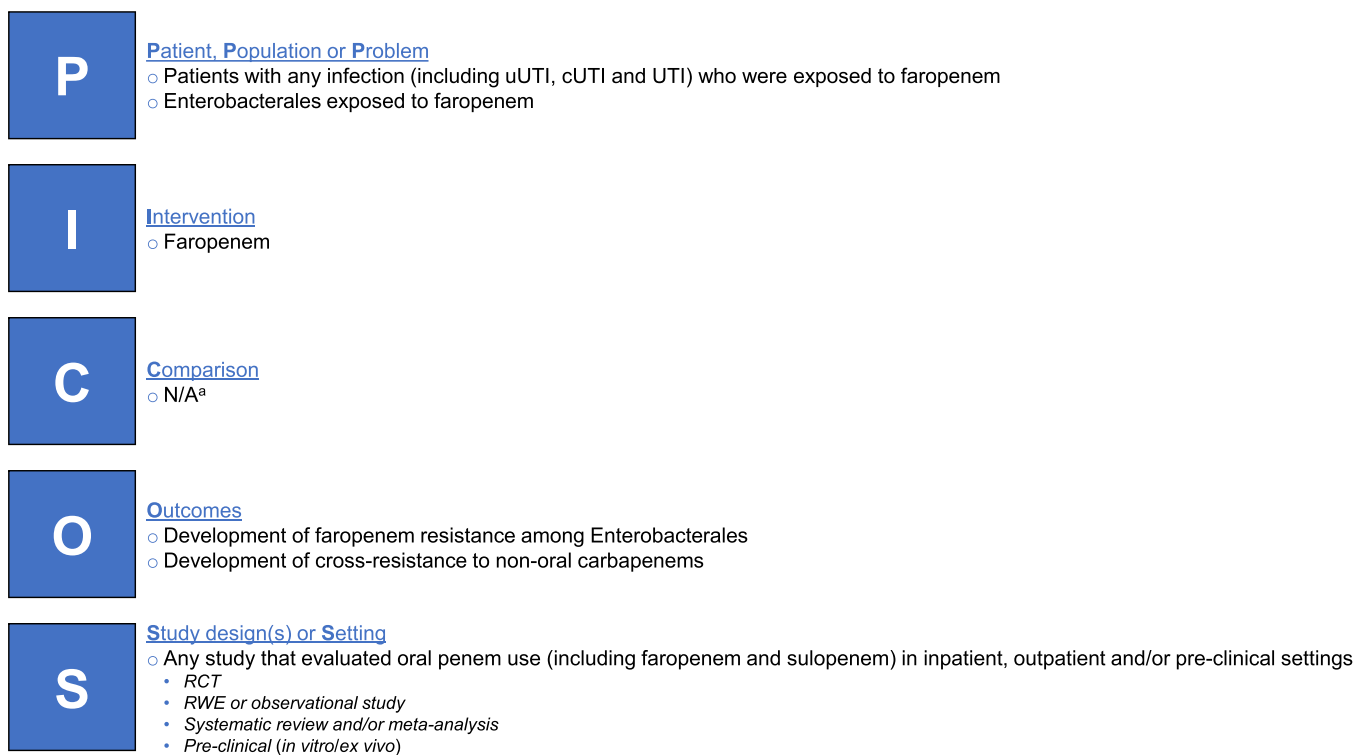 P
Patient, Population or Problem
○ Patients with any infection (including uUTI, cUTI and UTI) who were exposed to faropenem
○ Enterobacterales exposed to faropenem
I
Intervention
○ Faropenem
C
Comparison
○ N/Aᵃ
O
Outcomes
○ Development of faropenem resistance among Enterobacterales
○ Development of cross-resistance to non-oral carbapenems
S
Study design(s) or Setting
○ Any study that evaluated oral penem use (including faropenem and sulopenem) in inpatient, outpatient and/or pre-clinical settings
• RCT
• RWE or observational study
• Systematic review and/or meta-analysis
• Pre-clinical (in vitro/ex vivo)